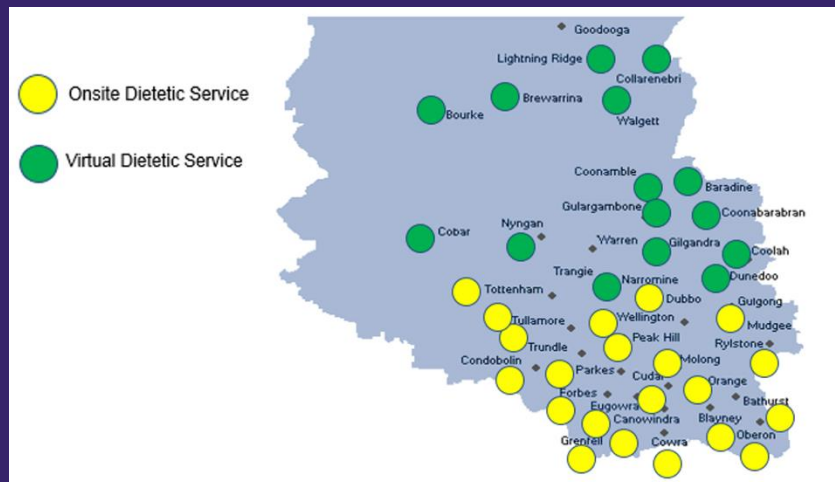 Goodooga
Lightning Ridge
Collarenebri
Onsite Dietetic Service
Brewarrina
Bourke
Walgett
Virtual Dietetic Service
Coonamble
Baradine
Gulargambone
Coonabarabran
Nyngan
Cobar
Warren
Gilgandra
Coolah
Trangie
Narromine
Dunedoo
Tottenham
Dubbo
Gulgong
Tullamore
Wellington
Mudgee
Peak Hill
Rylstone
Trundle
Condobolin
Molong
Parkes
Cudal
Orange
Forbes
Eugowra
Bathurst
Canowindra
Blayney
Grenfell
Cowra
Oberon